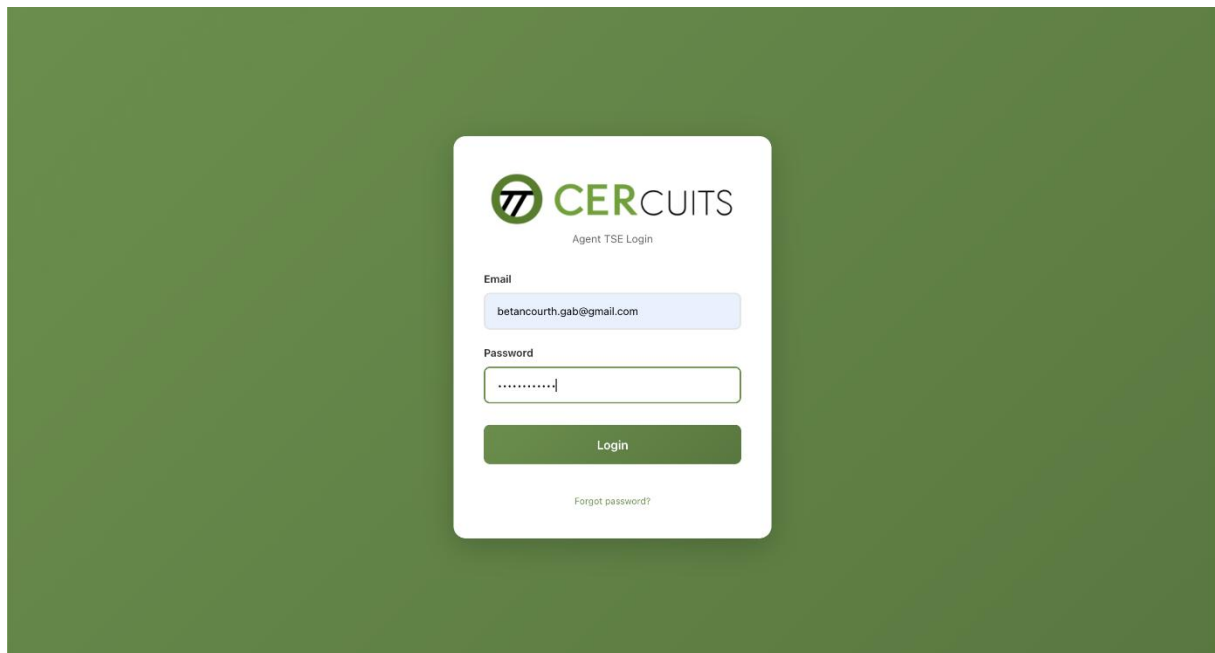 CERCUITS
Agent TSE Login
Email
betancourth.gab@gmail.com
Password
••••••••••••
Login
Forgot password?